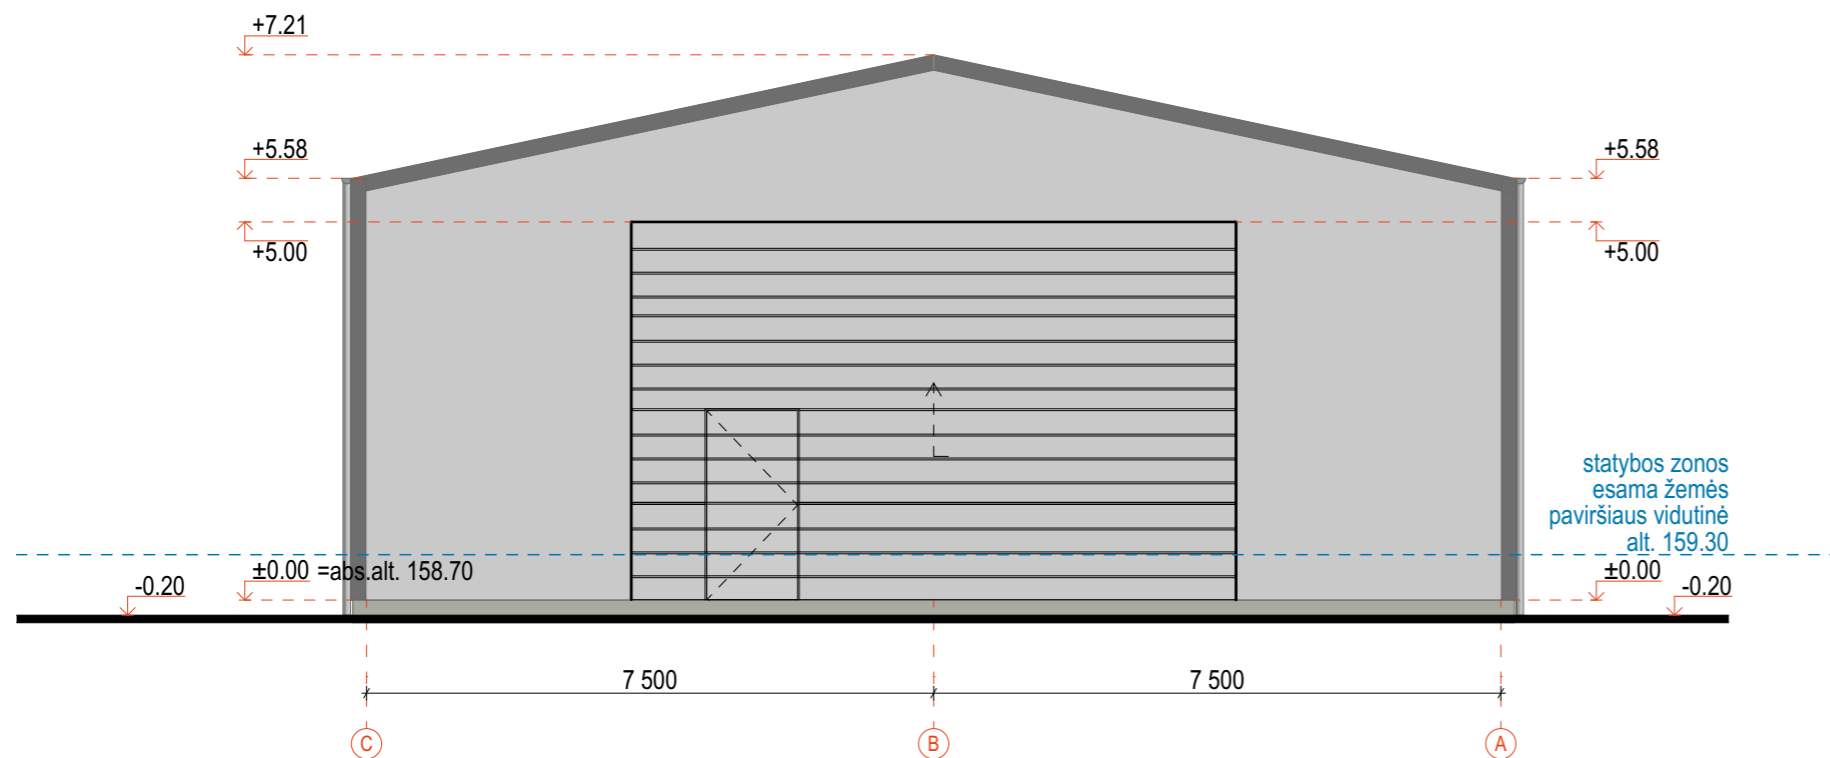 +7.21
+5.58
+5.58
+5.00
+5.00
statybos zonos
esama žemės
paviršiaus vidutinė
alt. 159.30
±0.00 =abs.alt. 158.70
±0.00
-0.20
-0.20
7 500
7 500
C
B
A